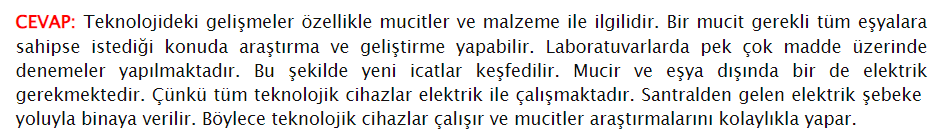 CEVAP: Teknolojideki gelişmeler özellikle mucitler ve malzeme ile ilgilidir. Bir mucit gerekli tüm eşyalara
sahipse istediği konuda araştırma ve geliştirme yapabilir. Laboratuvarlarda pek çok madde üzerinde
denemeler yapılmaktadır. Bu şekilde yeni icatlar keşfedilir. Mucir ve eşya dışında bir de elektrik
gerekmektedir. Çünkü tüm teknolojik cihazlar elektrik ile çalışmaktadır. Santralden gelen elektrik şebeke
yoluyla binaya verilir. Böylece teknolojik cihazlar çalışır ve mucitler araştırmalarını kolaylıkla yapar.